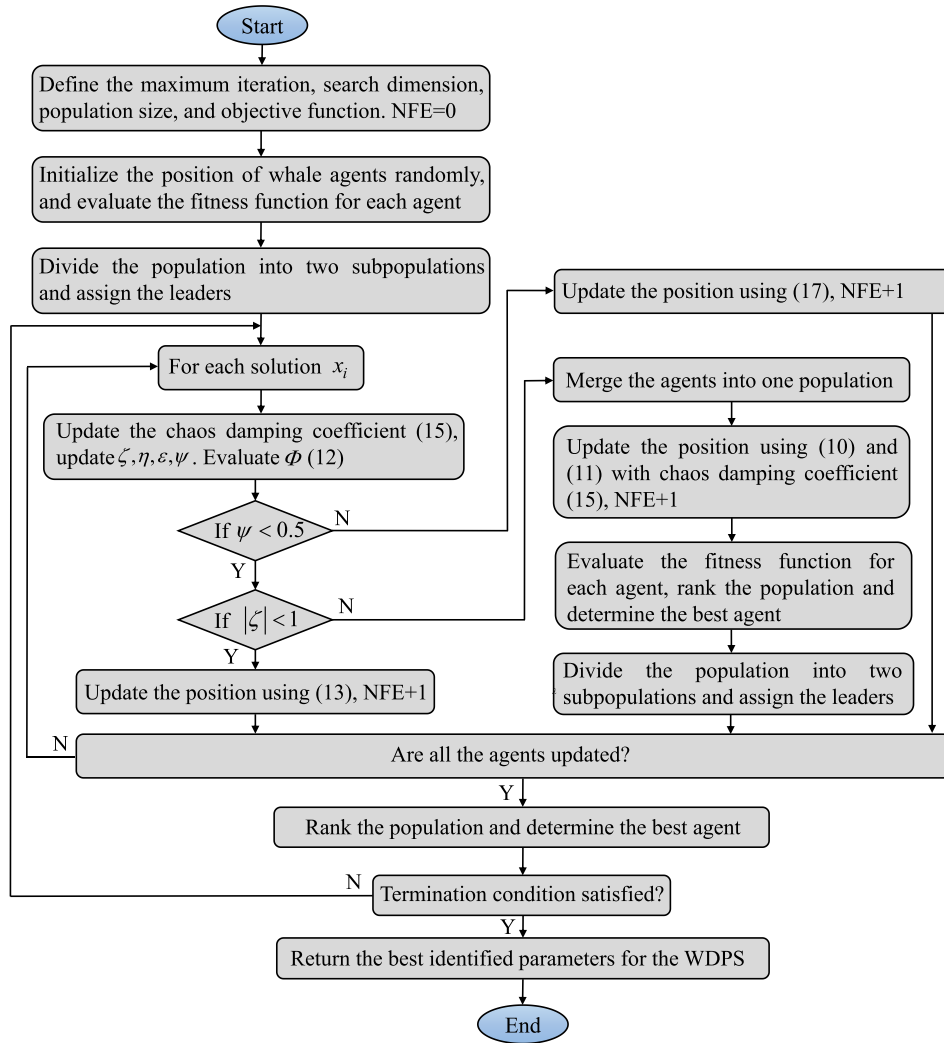 Start
Define the maximum iteration, search dimension,
population size, and objective function. NFE=0
Initialize the position of whale agents randomly,
and evaluate the fitness function for each agent
Divide the population into two subpopulations
and assign the leaders
For each solution xᵢ
Update the chaos damping coefficient (15),
update ζ,η,ε,ψ. Evaluate Φ (12)
If ψ < 0.5
N
Y
If |ζ| < 1
N
Y
Update the position using (13), NFE+1
Update the position using (17), NFE+1
Merge the agents into one population
Update the position using (10) and
(11) with chaos damping coefficient
(15), NFE+1
Evaluate the fitness function for
each agent, rank the population and
determine the best agent
Divide the population into two
subpopulations and assign the leaders
N
Are all the agents updated?
Y
Rank the population and determine the best agent
N
Termination condition satisfied?
Y
Return the best identified parameters for the WDPS
End